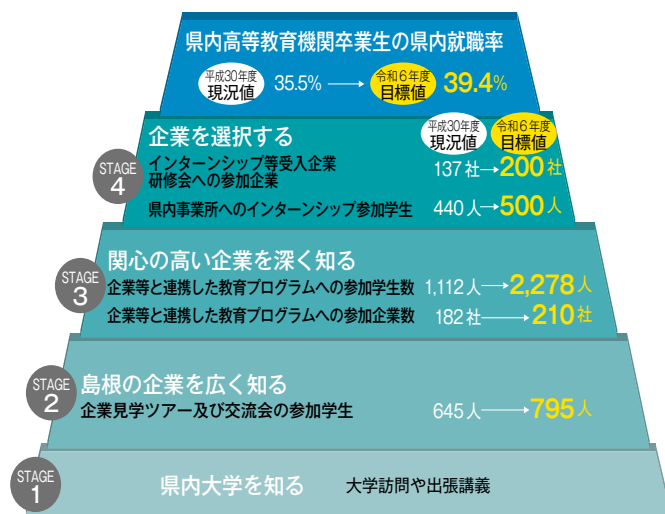 県内高等教育機関卒業生の県内就職率
平成30年度
現況値
35.5%
令和6年度
目標値
39.4%
STAGE
4
企業を選択する
平成30年度
現況値
令和6年度
目標値
インターンシップ等受入企業
研修会への参加企業
137社
200社
県内事業所へのインターンシップ参加学生
440人
500人
STAGE
3
関心の高い企業を深く知る
企業等と連携した教育プログラムへの参加学生数
1,112人
2,278人
企業等と連携した教育プログラムへの参加企業数
182社
210社
STAGE
2
島根の企業を広く知る
企業見学ツアー及び交流会の参加学生
645人
795人
STAGE
1
県内大学を知る
大学訪問や出張講義